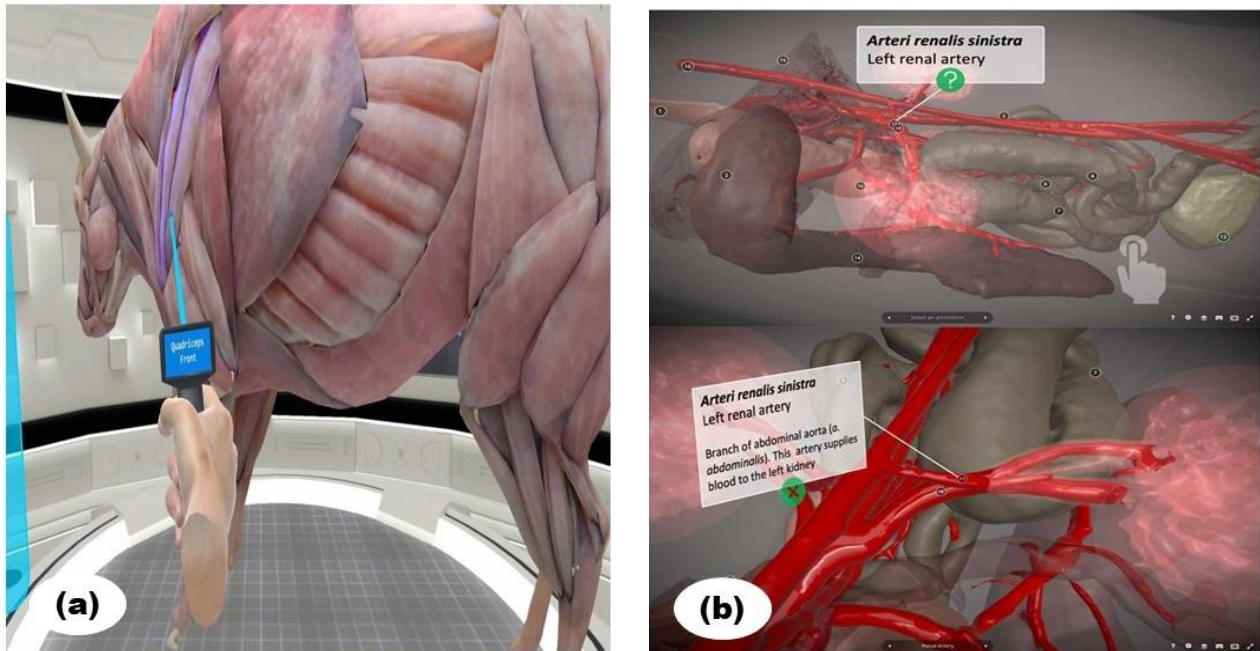 Quadriceps
Front
(a)
Arteri renalis sinistra
Left renal artery
?
Select an annotation
Arteri renalis sinistra
Left renal artery
Branch of abdominal aorta (a.
abdominalis). This artery supplies
blood to the left kidney
Renal Artery
(b)